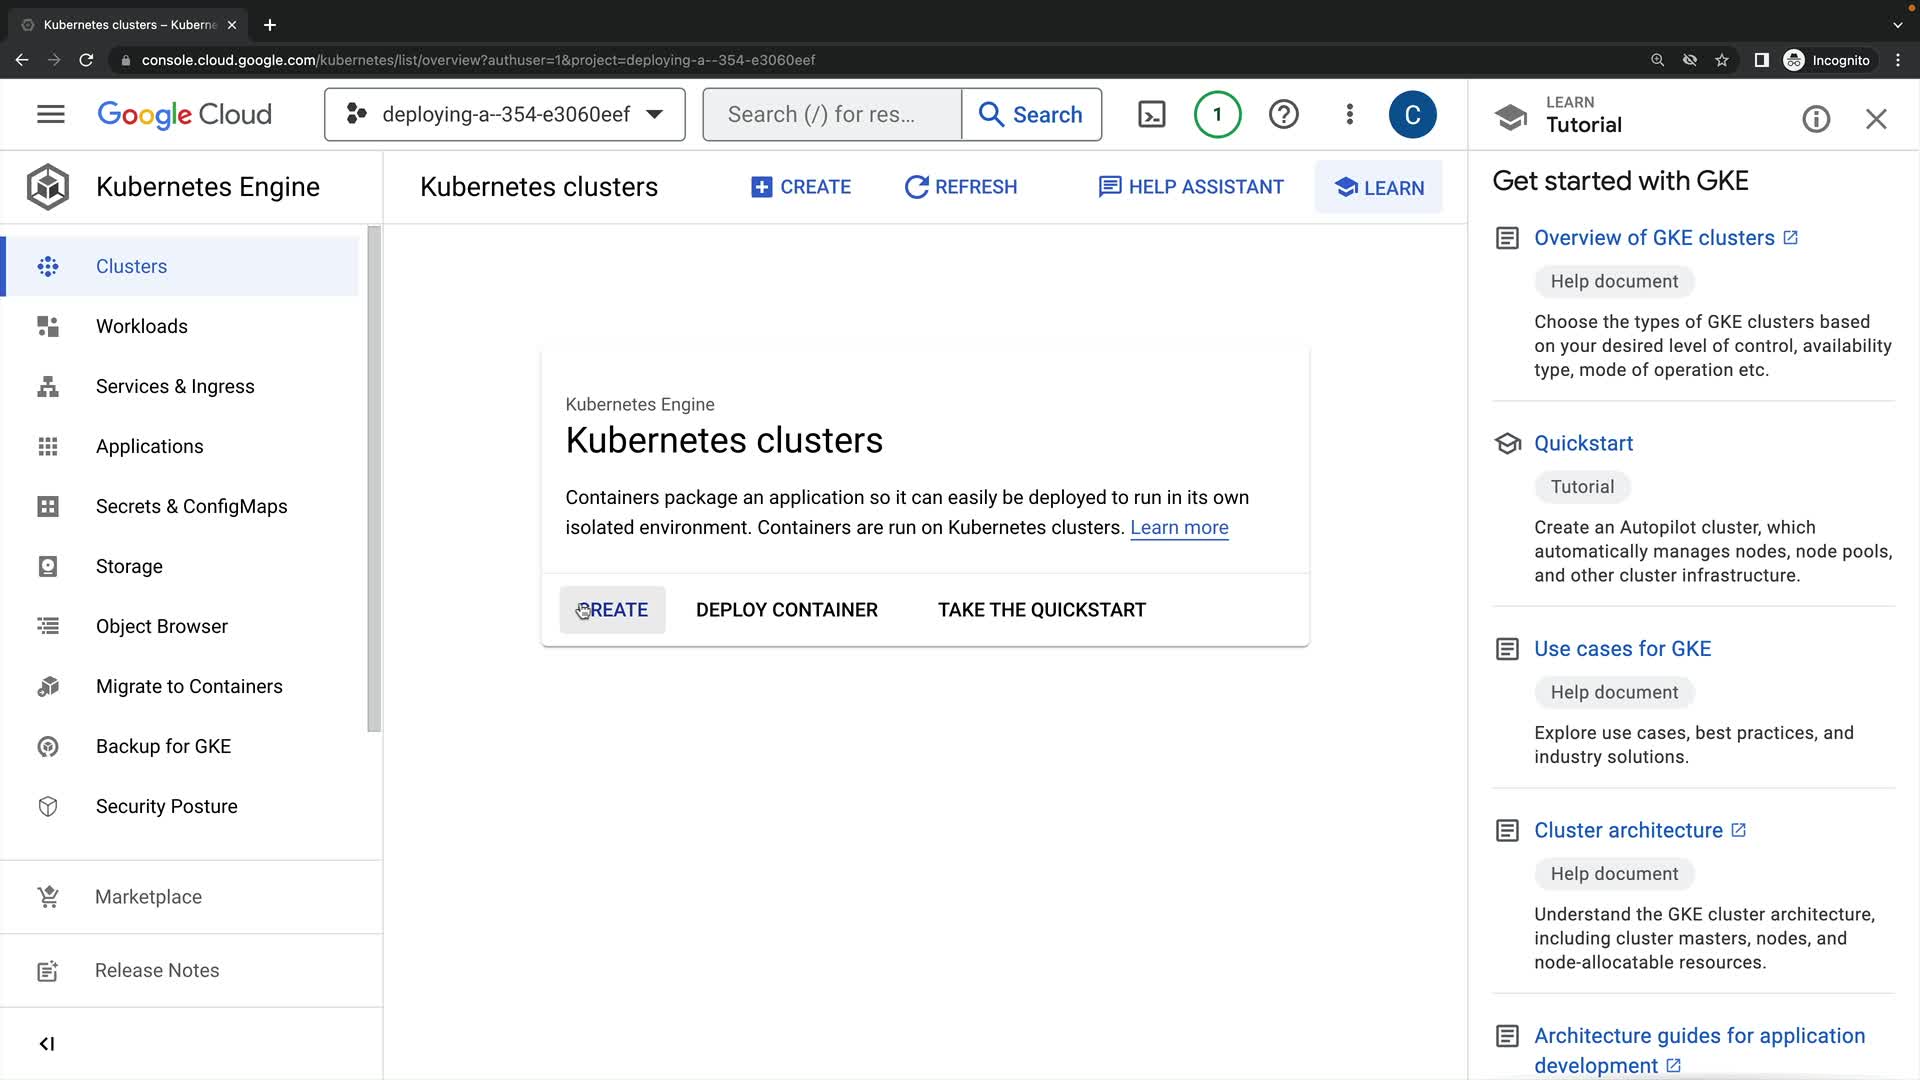 Kubernetes clusters – Kuberne
console.cloud.google.com/kubernetes/list/overview?authuser=1&project=deploying-a--354-e3060eef
Incognito
Google Cloud
deploying-a--354-e3060eef
Search (/) for res...
Search
1
C
LEARN
Tutorial
Kubernetes Engine
Kubernetes clusters
CREATE
REFRESH
HELP ASSISTANT
LEARN
Clusters
Workloads
Services & Ingress
Applications
Secrets & ConfigMaps
Storage
Object Browser
Migrate to Containers
Backup for GKE
Security Posture
Marketplace
Release Notes
Kubernetes Engine
Kubernetes clusters
Containers package an application so it can easily be deployed to run in its own
isolated environment. Containers are run on Kubernetes clusters. Learn more
CREATE
DEPLOY CONTAINER
TAKE THE QUICKSTART
Get started with GKE
Overview of GKE clusters
Help document
Choose the types of GKE clusters based
on your desired level of control, availability
type, mode of operation etc.
Quickstart
Tutorial
Create an Autopilot cluster, which
automatically manages nodes, node pools,
and other cluster infrastructure.
Use cases for GKE
Help document
Explore use cases, best practices, and
industry solutions.
Cluster architecture
Help document
Understand the GKE cluster architecture,
including cluster masters, nodes, and
node-allocatable resources.
Architecture guides for application
development